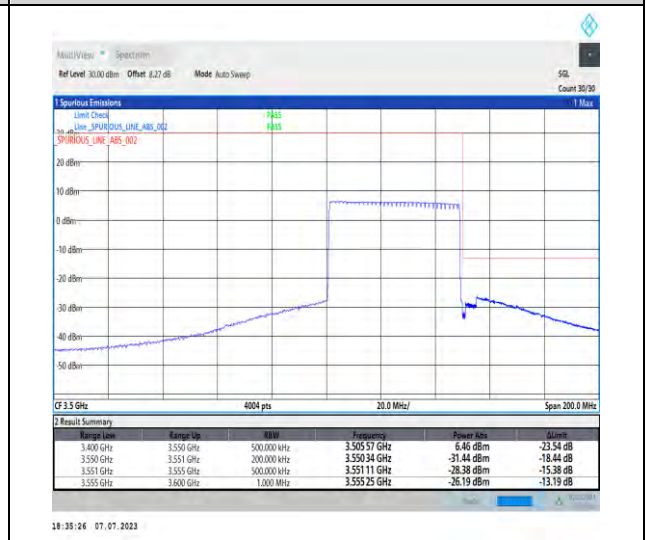 MultiView Spectrum
Ref Level 30.00 dBm Offset 8.27 dB Mode Auto Sweep SGL
Count 30/30
1 Spurious Emissions 1 Max
Limit Check PASS
Line _SPURIOUS_LINE_ABS_002 PASS
_SPURIOUS_LINE_ABS_002
20 dBm
10 dBm
0 dBm
-10 dBm
-20 dBm
-30 dBm
-40 dBm
-50 dBm
CF 3.5 GHz 4004 pts 20.0 MHz/ Span 200.0 MHz
2 Result Summary
Range Low Range Up RBW Frequency Power Abs ΔLimit
3.400 GHz 3.550 GHz 500.000 kHz 3.505 57 GHz 6.46 dBm -23.54 dB
3.550 GHz 3.551 GHz 200.000 kHz 3.550 34 GHz -31.44 dBm -18.44 dB
3.551 GHz 3.555 GHz 500.000 kHz 3.551 11 GHz -28.38 dBm -15.38 dB
3.555 GHz 3.600 GHz 1.000 MHz 3.555 25 GHz -26.19 dBm -13.19 dB
18:35:26 07.07.2023